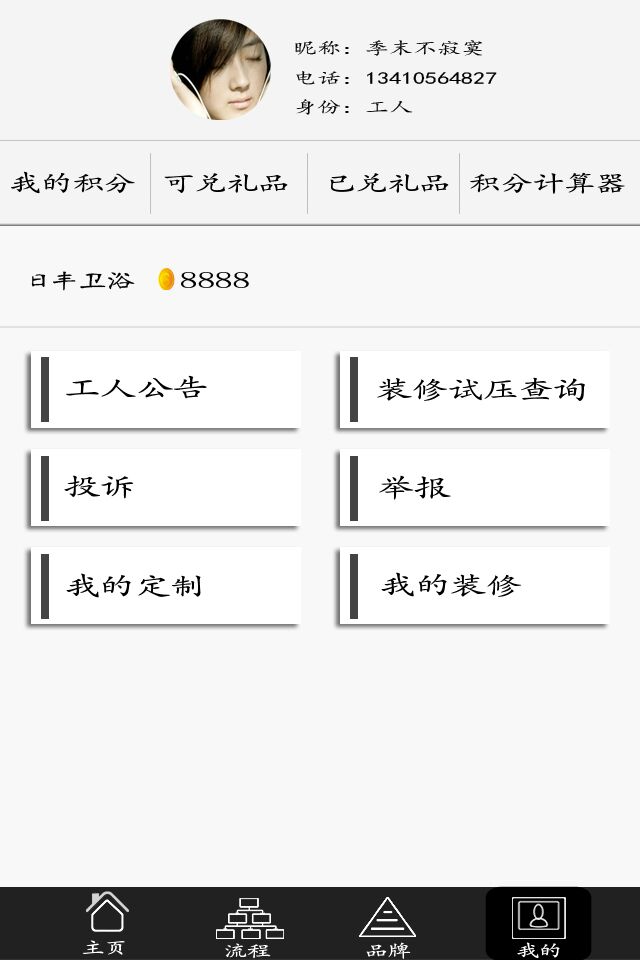 昵称：季末不寂寞
电话：13410564827
身份：工人
我的积分 可兑礼品 已兑礼品 积分计算器
日丰卫浴 8888
工人公告 装修试压查询
投诉 举报
我的定制 我的装修
主页 流程 品牌 我的